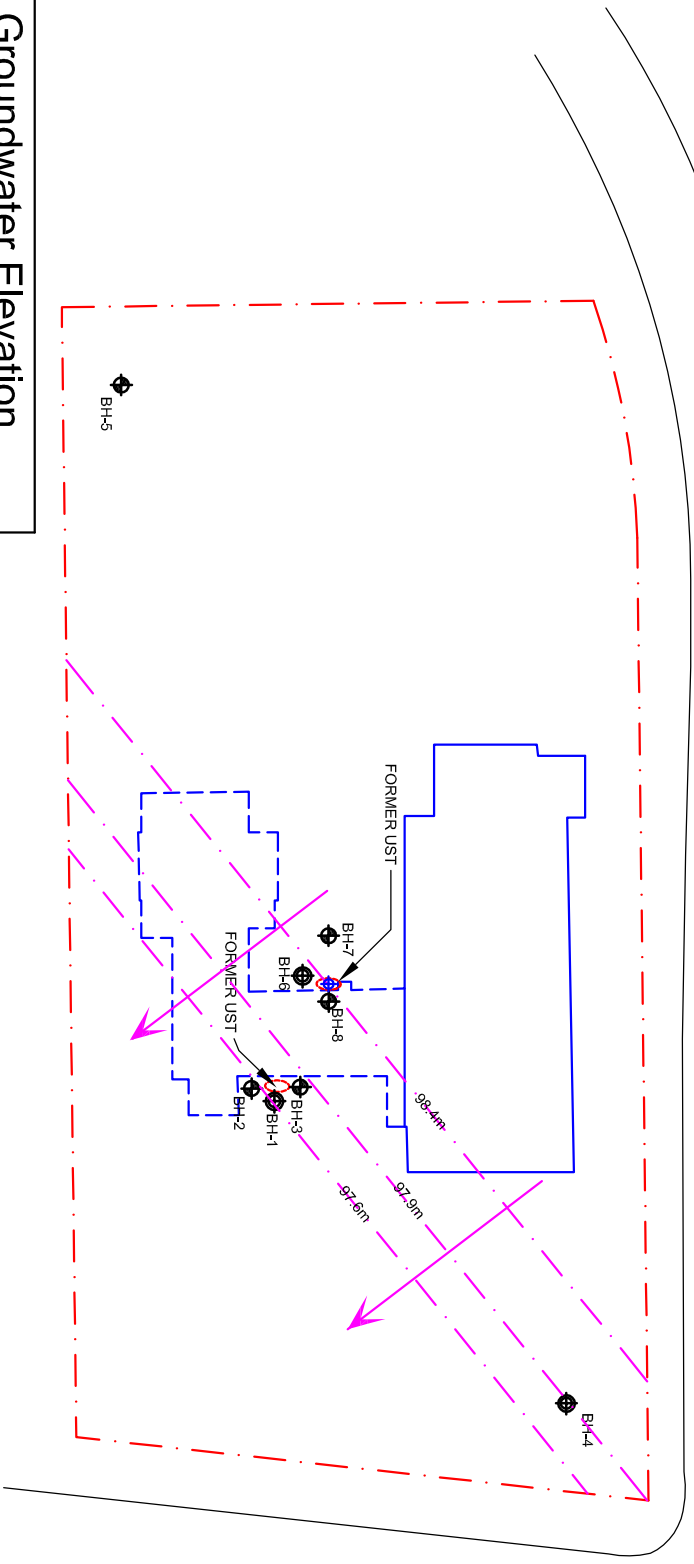 Groundwater Elevation
BH-5
FORMER UST
BH-7
BH-6
BH-8
FORMER UST
BH-3
BH-1
BH-2
98.4m
97.9m
97.6m
BH-4